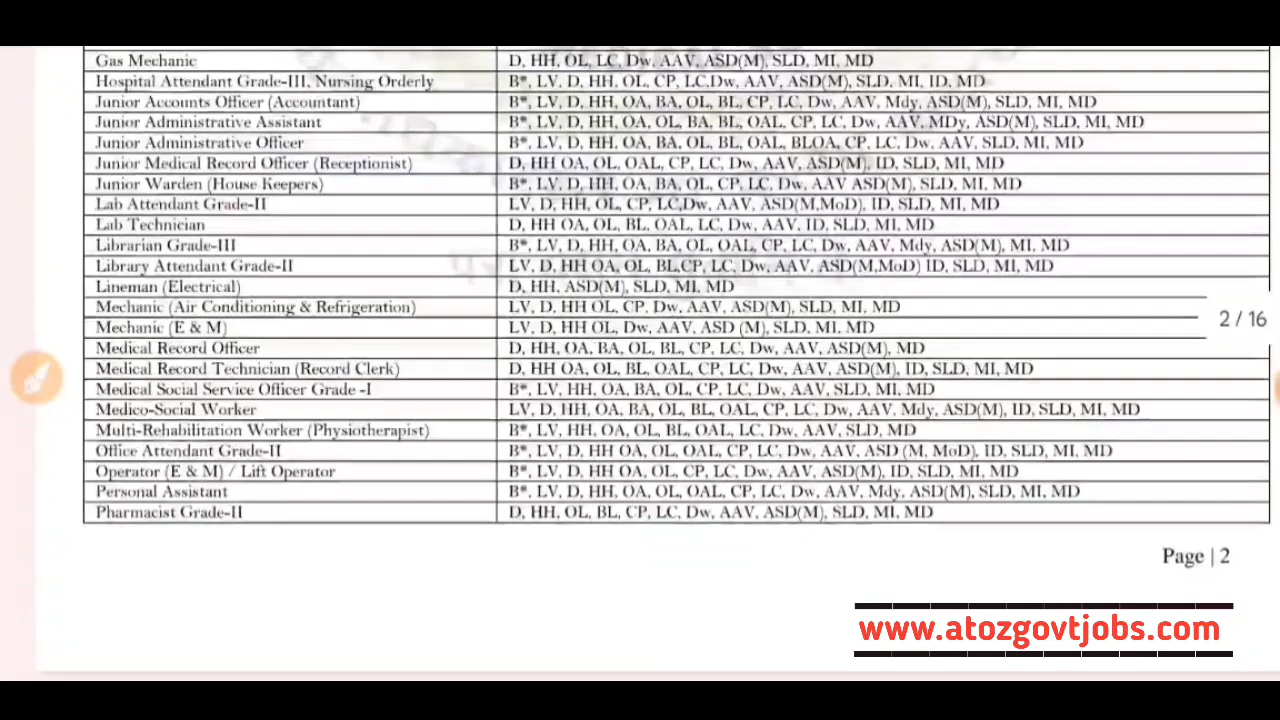 Gas Mechanic D, HH, OL, LC, Dw, AAV, ASD(M), SLD, MI, MD
Hospital Attendant Grade-III, Nursing Orderly B*, LV, D, HH, OL, CP, LC,Dw, AAV, ASD(M), SLD, MI, ID, MD
Junior Accounts Officer (Accountant) B*, LV, D, HH, OA, BA, OL, BL, CP, LC, Dw, AAV, Mdy, ASD(M), SLD, MI, MD
Junior Administrative Assistant B*, LV, D, HH, OA, OL, BA, BL, OAL, CP, LC, Dw, AAV, MDy, ASD(M), SLD, MI, MD
Junior Administrative Officer B*, LV, D, HH, OA, BA, OL, BL, OAL, BLOA, CP, LC, Dw, AAV, SLD, MI, MD
Junior Medical Record Officer (Receptionist) D, HH OA, OL, OAL, CP, LC, Dw, AAV, ASD(M), ID, SLD, MI, MD
Junior Warden (House Keepers) B*, LV, D, HH, OA, BA, OL, CP, LC, Dw, AAV ASD(M), SLD, MI, MD
Lab Attendant Grade-II LV, D, HH, OL, CP, LC,Dw, AAV, ASD(M,MoD), ID, SLD, MI, MD
Lab Technician D, HH OA, OL, BL, OAL, LC, Dw, AAV, ID, SLD, MI, MD
Librarian Grade-III B*, LV, D, HH, OA, BA, OL, OAL, CP, LC, Dw, AAV, Mdy, ASD(M), MI, MD
Library Attendant Grade-II LV, D, HH OA, OL, BL,CP, LC, Dw, AAV, ASD(M,MoD) ID, SLD, MI, MD
Lineman (Electrical) D, HH, ASD(M), SLD, MI, MD
Mechanic (Air Conditioning & Refrigeration) LV, D, HH OL, CP, Dw, AAV, ASD(M), SLD, MI, MD
2 / 16
Mechanic (E & M) LV, D, HH OL, Dw, AAV, ASD (M), SLD, MI, MD
Medical Record Officer D, HH, OA, BA, OL, BL, CP, LC, Dw, AAV, ASD(M), MD
Medical Record Technician (Record Clerk) D, HH OA, OL, BL, OAL, CP, LC, Dw, AAV, ASD(M), ID, SLD, MI, MD
Medical Social Service Officer Grade -I B*, LV, HH, OA, BA, OL, CP, LC, Dw, AAV, SLD, MI, MD
Medico-Social Worker LV, D, HH, OA, BA, OL, BL, OAL, CP, LC, Dw, AAV, Mdy, ASD(M), ID, SLD, MI, MD
Multi-Rehabilitation Worker (Physiotherapist) B*, LV, HH, OA, OL, BL, OAL, LC, Dw, AAV, SLD, MD
Office Attendant Grade-II B*, LV, D, HH OA, OL, OAL, CP, LC, Dw, AAV, ASD (M, MoD), ID, SLD, MI, MD
Operator (E & M) / Lift Operator B*, LV, D, HH OA, OL, CP, LC, Dw, AAV, ASD(M), ID, SLD, MI, MD
Personal Assistant B*, LV, D, HH, OA, OL, OAL, CP, LC, Dw, AAV, Mdy, ASD(M), SLD, MI, MD
Pharmacist Grade-II D, HH, OL, BL, CP, LC, Dw, AAV, ASD(M), SLD, MI, MD
Page | 2
www.atozgovtjobs.com